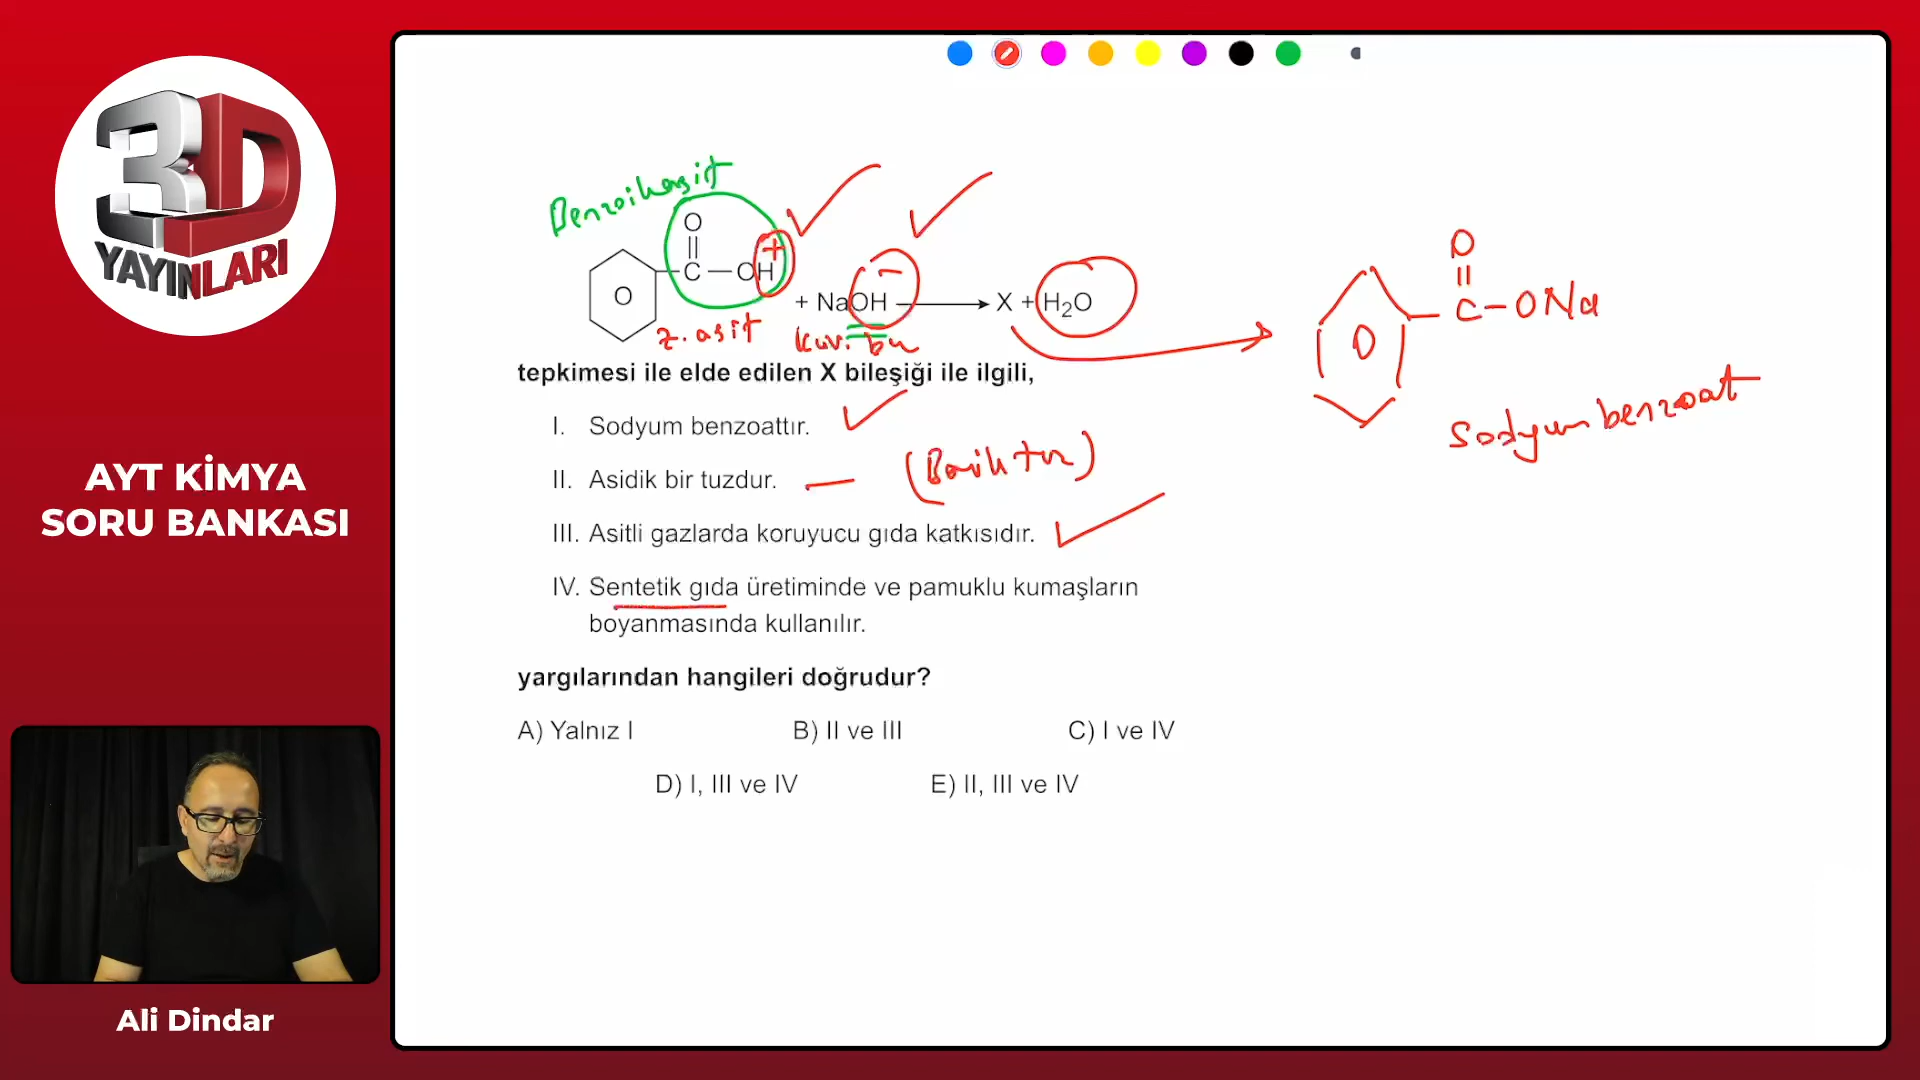 3D
YAYINLARI
AYT KİMYA
SORU BANKASI
Ali Dindar
Benzoikasit
O
C — OH +
O
z. asit
+ NaOH → X + H₂O
−
kuv. baz
O
C - ONa
O
Sodyum benzoat
tepkimesi ile elde edilen X bileşiği ile ilgili,
I. Sodyum benzoattır.
II. Asidik bir tuzdur. — (Bazik tuz)
III. Asitli gazlarda koruyucu gıda katkısıdır.
IV. Sentetik gıda üretiminde ve pamuklu kumaşların
boyanmasında kullanılır.
yargılarından hangileri doğrudur?
A) Yalnız I B) II ve III C) I ve IV
D) I, III ve IV E) II, III ve IV